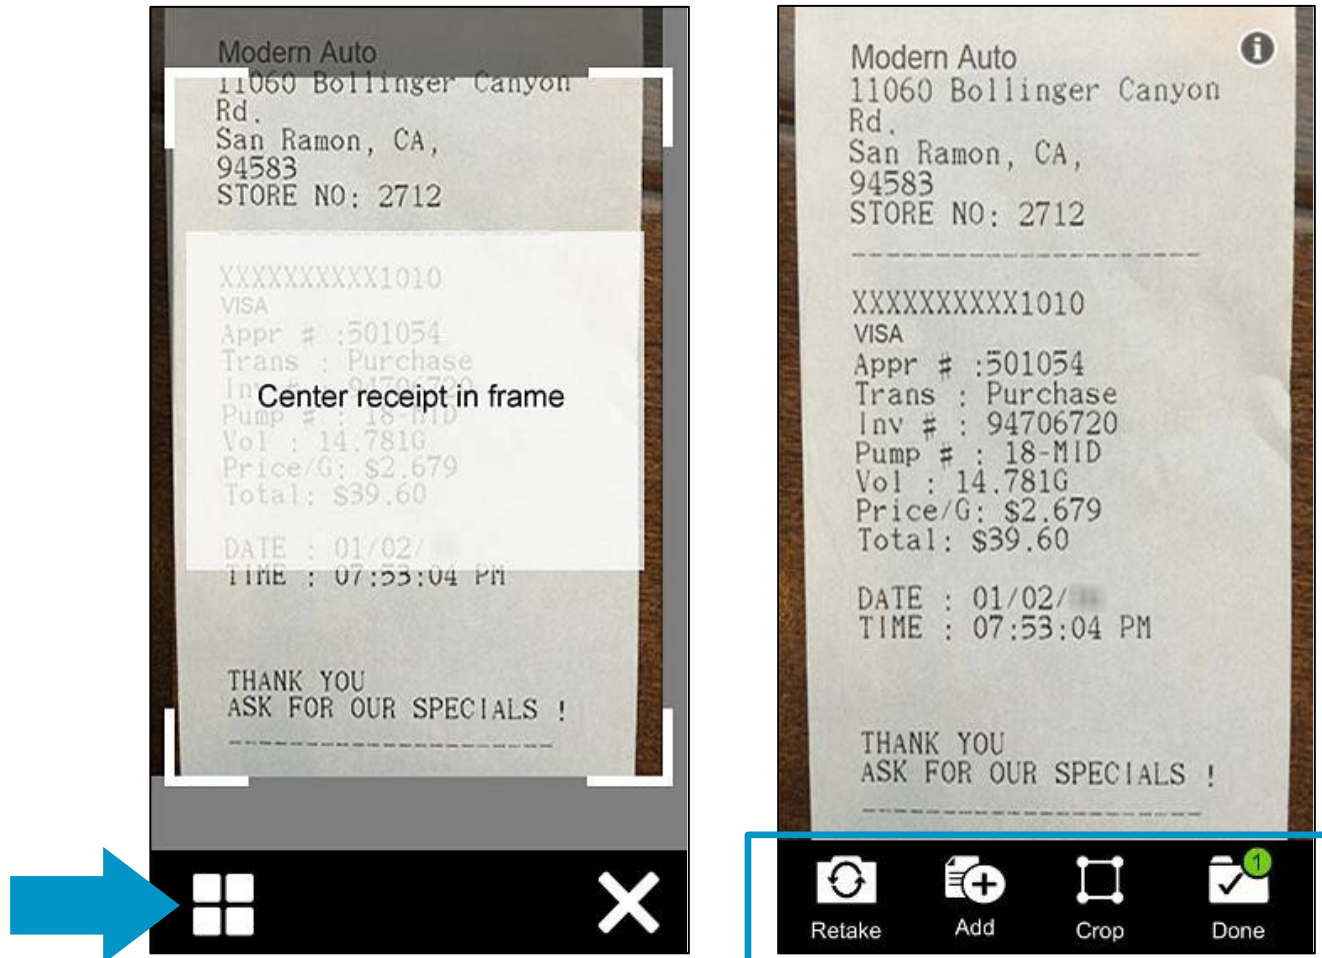 Modern Auto
11060 Bollinger Canyon
Rd.
San Ramon, CA,
94583
STORE NO: 2712
XXXXXXXXXX1010
VISA
Appr # :501054
Trans : Purchase
Inv # : 94706720
Center receipt in frame
Pump # : 18-MID
Vol : 14.781G
Price/G: $2.679
Total: $39.60
DATE : 01/02/
TIME : 07:53:04 PM
THANK YOU
ASK FOR OUR SPECIALS !
Modern Auto
11060 Bollinger Canyon
Rd.
San Ramon, CA,
94583
STORE NO: 2712
XXXXXXXXXX1010
VISA
Appr # :501054
Trans : Purchase
Inv # : 94706720
Pump # : 18-MID
Vol : 14.781G
Price/G: $2.679
Total: $39.60
DATE : 01/02/
TIME : 07:53:04 PM
THANK YOU
ASK FOR OUR SPECIALS !
1
Retake Add Crop Done